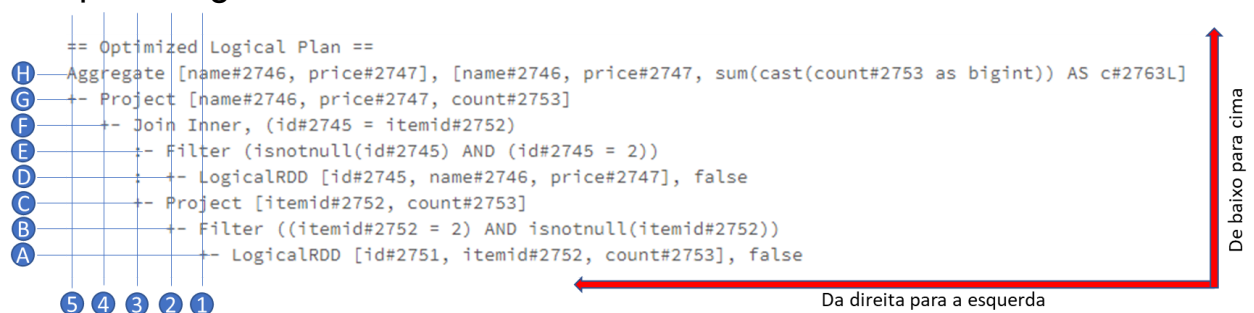 == Optimized Logical Plan ==
H Aggregate [name#2746, price#2747], [name#2746, price#2747, sum(cast(count#2753 as bigint)) AS c#2763L]
G +- Project [name#2746, price#2747, count#2753]
F +- Join Inner, (id#2745 = itemid#2752)
E :- Filter (isnotnull(id#2745) AND (id#2745 = 2))
D : +- LogicalRDD [id#2745, name#2746, price#2747], false
C +- Project [itemid#2752, count#2753]
B +- Filter ((itemid#2752 = 2) AND isnotnull(itemid#2752))
A +- LogicalRDD [id#2751, itemid#2752, count#2753], false
5 4 3 2 1
Da direita para a esquerda
De baixo para cima